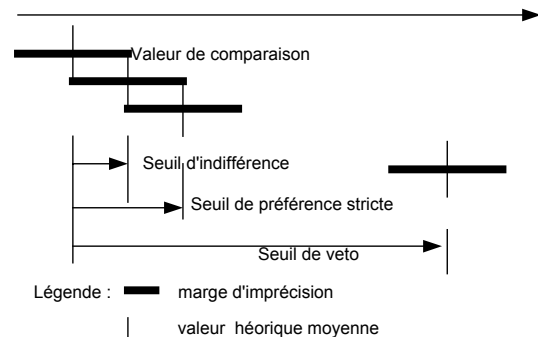 Valeur de comparaison
Seuil d'indifférence
Seuil de préférence stricte
Seuil de veto
Légende : marge d'imprécision
valeur héorique moyenne